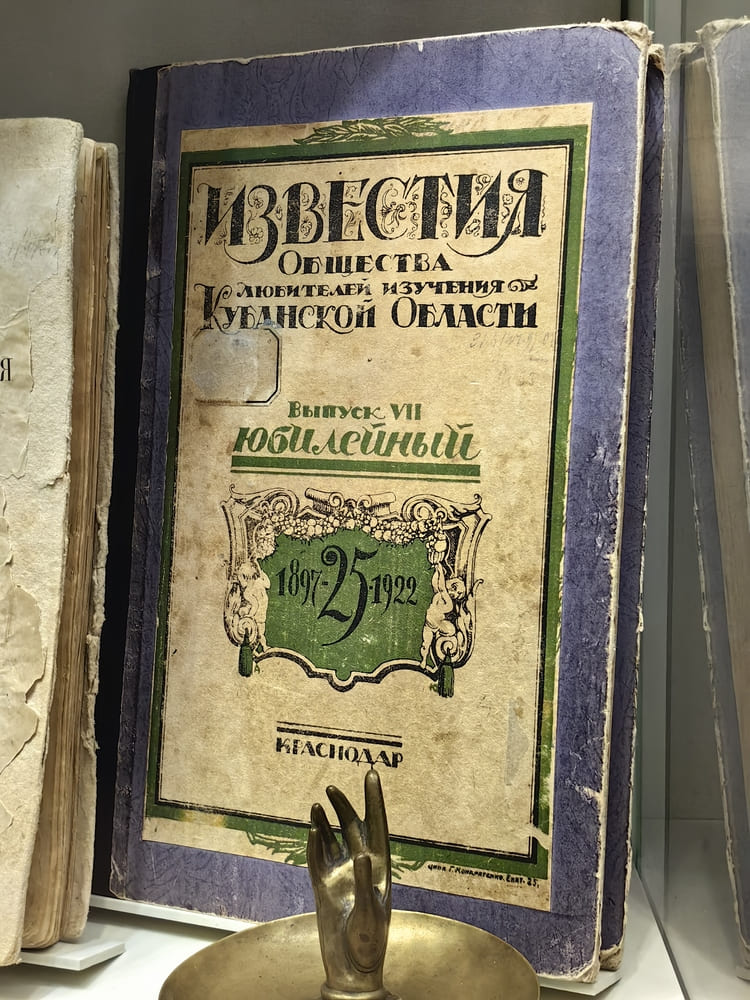 Я
ИЗВЕСТИЯ
ОБЩЕСТВА
ЛЮБИТЕЛЕЙ ИЗУЧЕНИЯ
КУБАНСКОЙ ОБЛАСТИ
ВЫПУСК VII
ЮБИЛЕЙНЫЙ
1897-25-1922
КРАСНОДАР